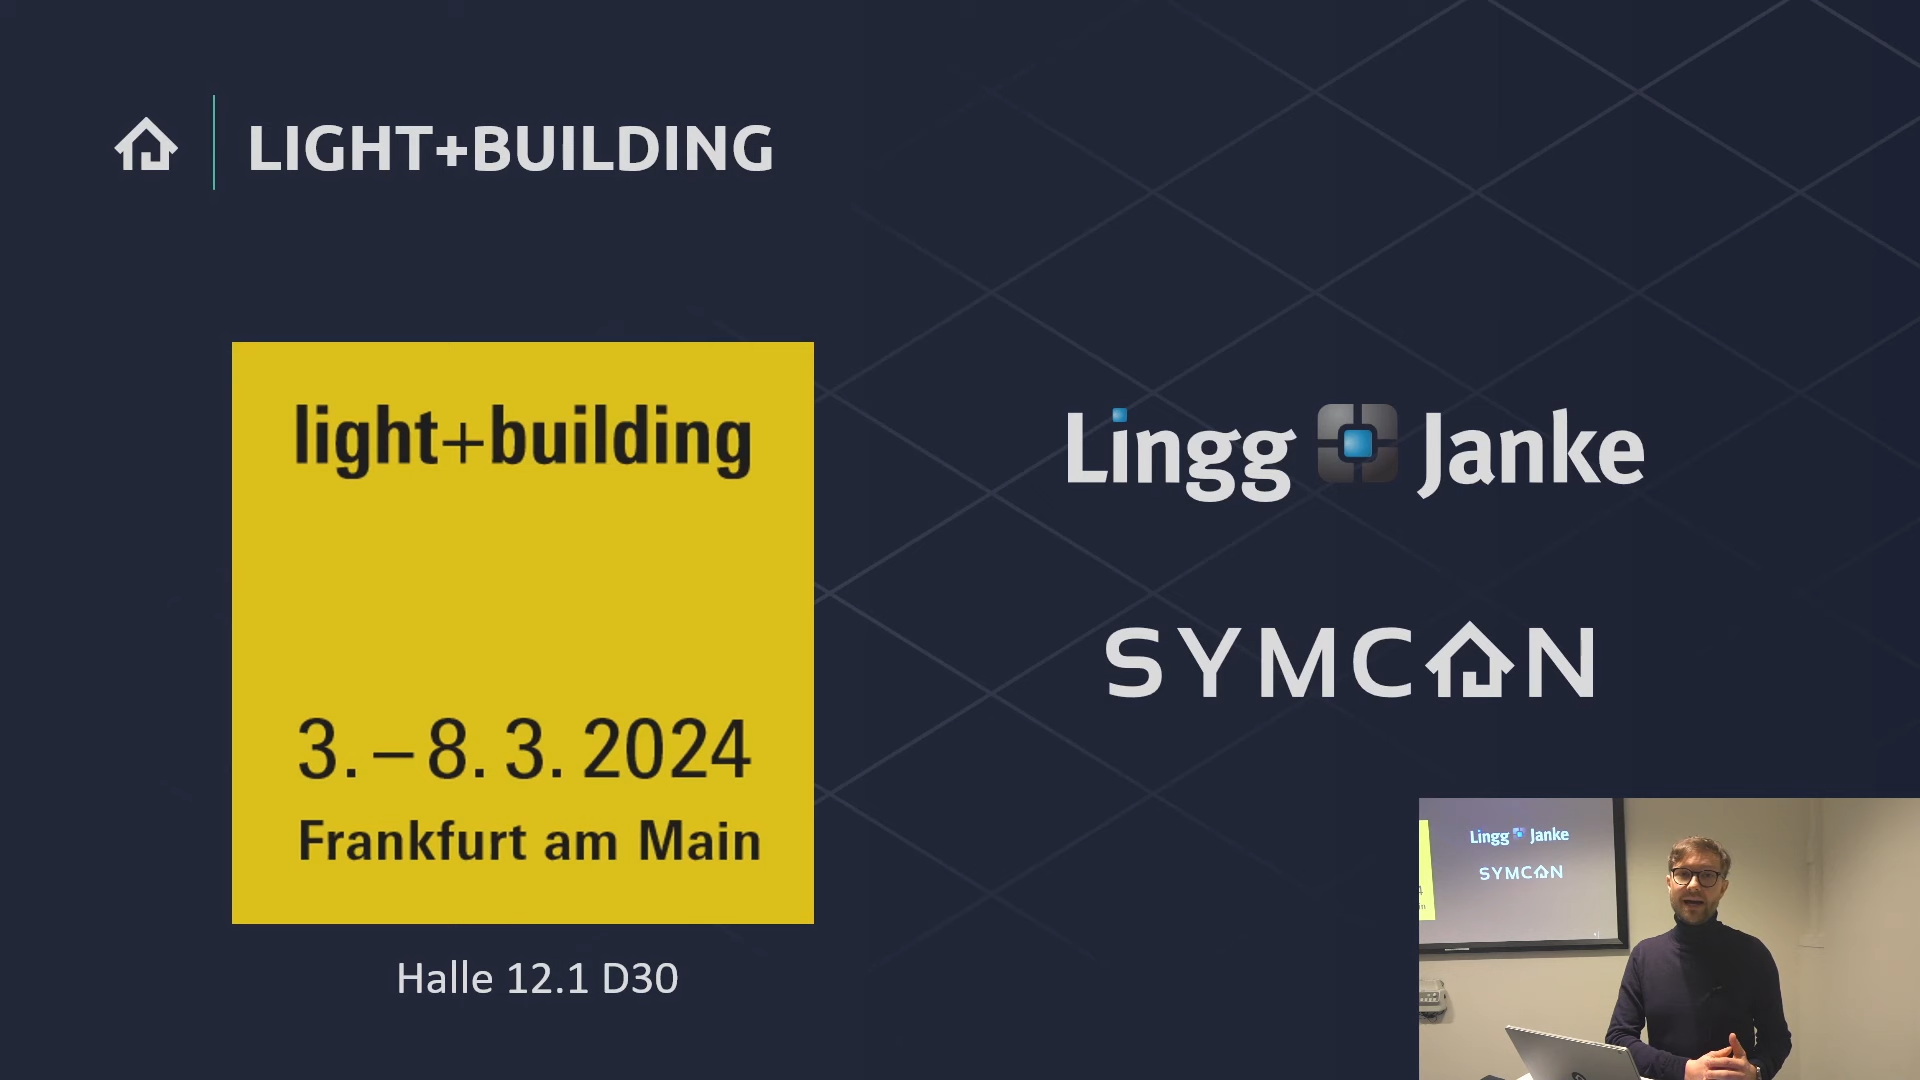 LIGHT+BUILDING
light+building
3. – 8. 3. 2024
Frankfurt am Main
Halle 12.1 D30
Lingg Janke
SYMCON
Lingg Janke
SYMCON